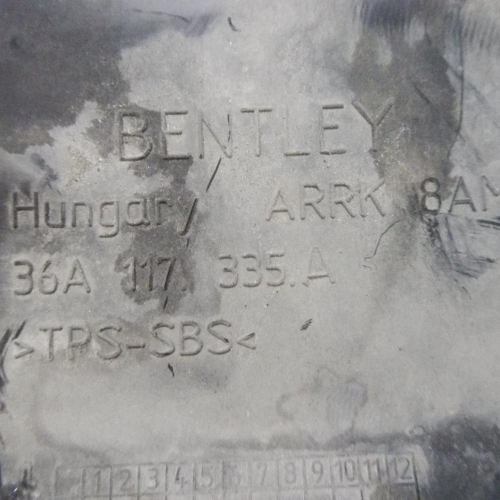 BENTLEY
Hungary ARRK 8AN
36A 117. 335. A
>TPS-SBS<
1 2 3 4 5 6 7 8 9 10 11 12